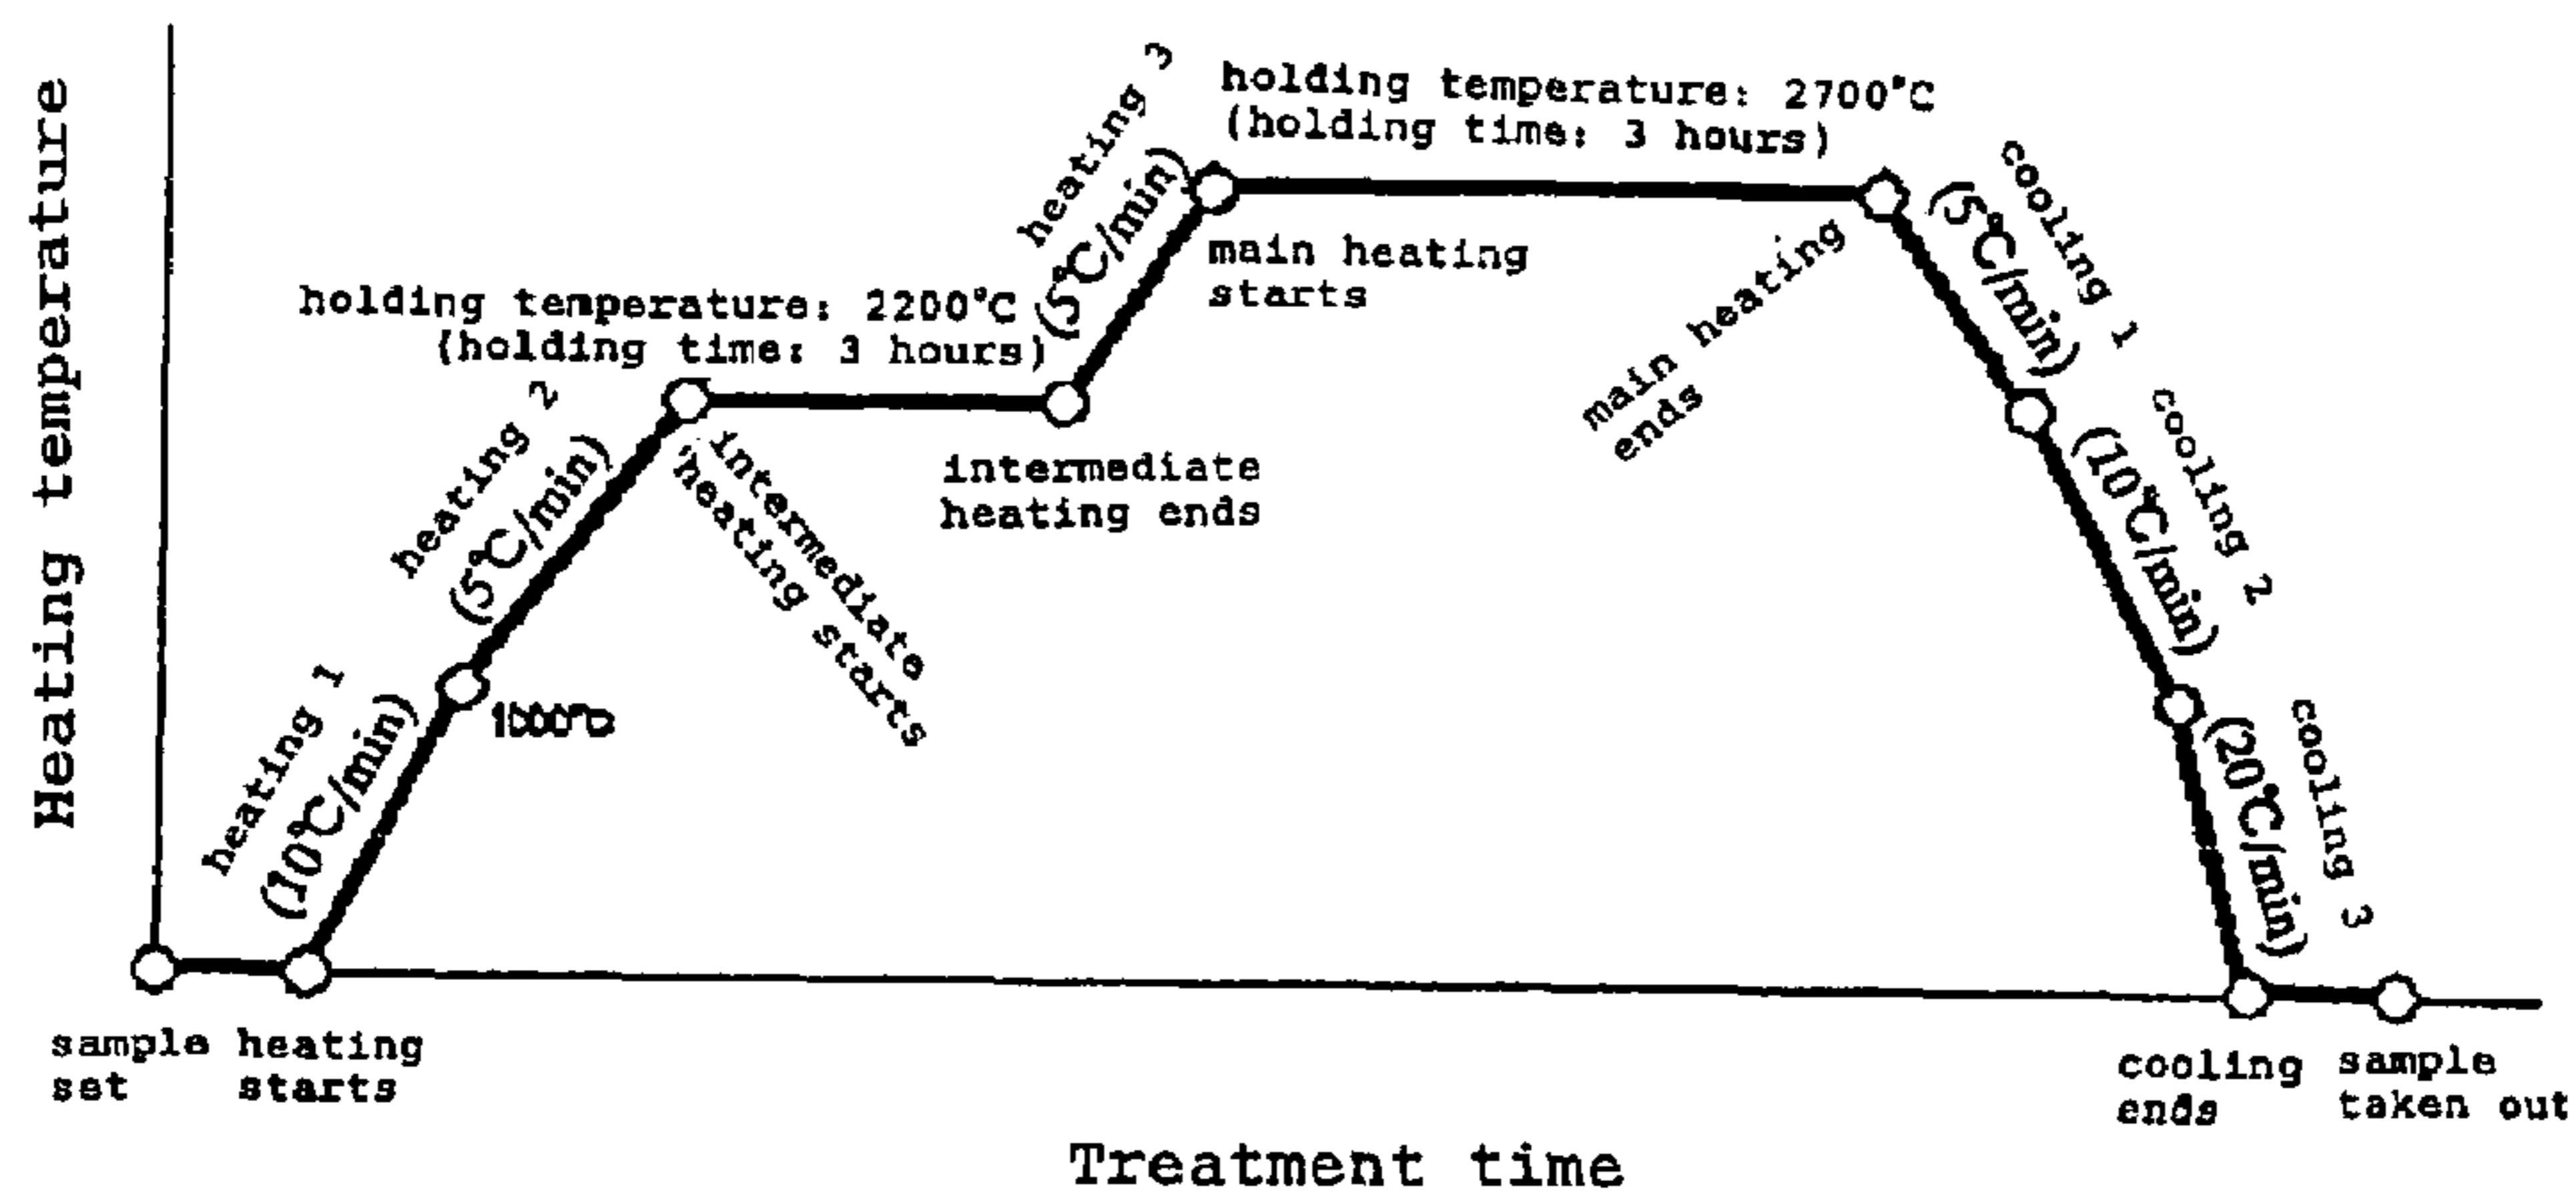 Heating temperature
heating 3
holding temperature: 2700°C
(holding time: 3 hours)
(5℃/min)
cooling 1
(5℃/min)
main heating
starts
main heating
ends
holding temperature: 2200°C
(holding time: 3 hours)
heating 2
(5℃/min)
intermediate
heating starts
intermediate
heating ends
cooling 2
(10℃/min)
heating 1
(10℃/min)
1000℃
cooling 3
(20℃/min)
sample
set
heating
starts
cooling
ends
sample
taken out
Treatment time